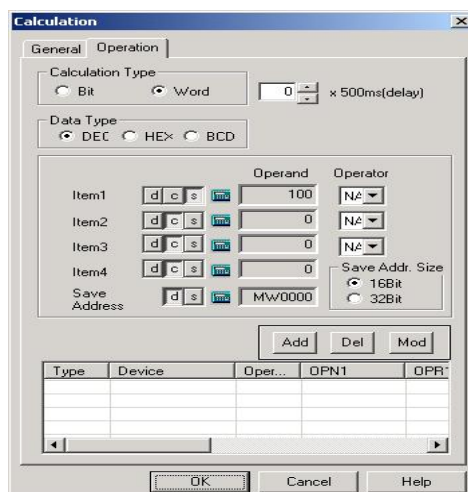 Calculation
General Operation
Calculation Type
Bit Word
0 x 500ms(delay)
Data Type
DEC HEX BCD
Operand Operator
Item1 d c s 100 NA
Item2 d c s 0 NA
Item3 d c s 0 NA
Item4 d c s 0
Save Addr. Size
16Bit
32Bit
Save Address d s MW0000
Add Del Mod
Type Device Oper... OPN1 OPR
OK Cancel Help